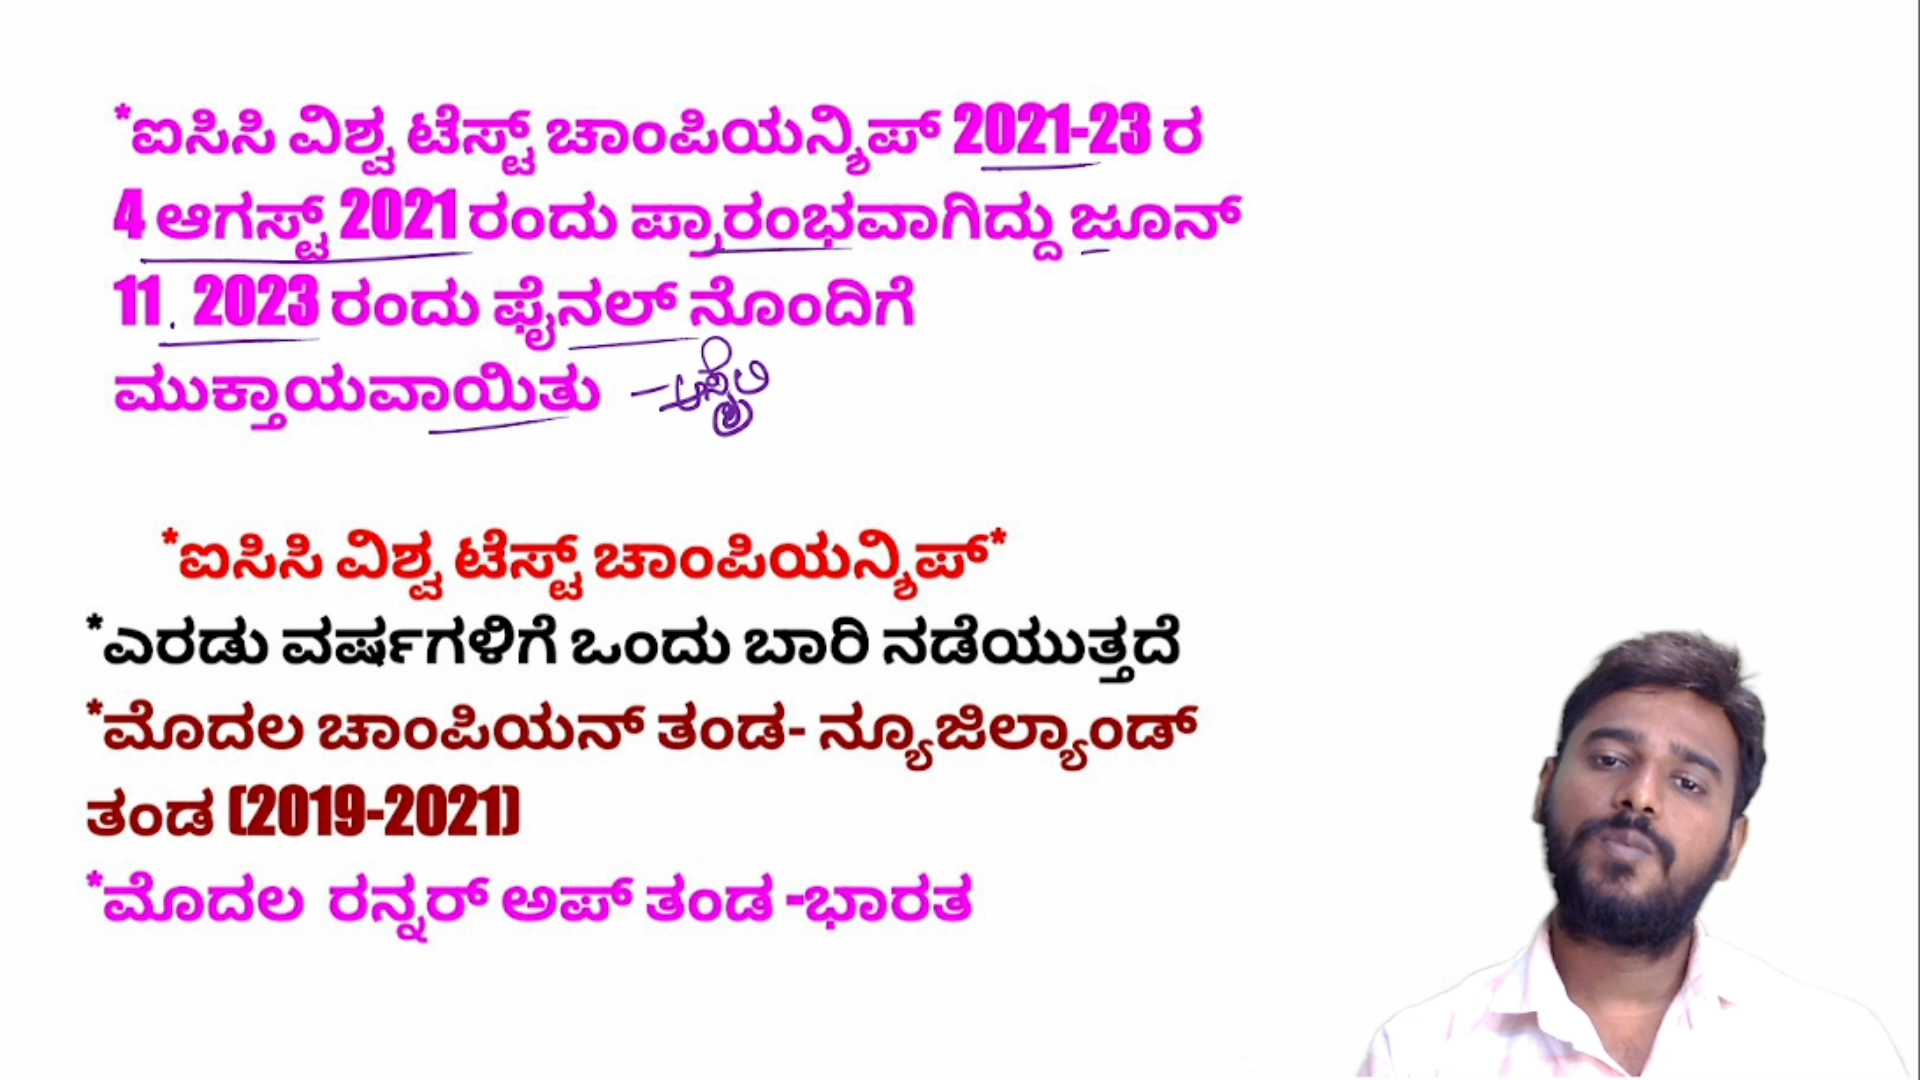 *ಐಸಿಸಿ ವಿಶ್ವ ಟೆಸ್ಟ್ ಚಾಂಪಿಯನ್ಶಿಪ್ 2021-23 ರ
4 ಆಗಸ್ಟ್ 2021 ರಂದು ಪ್ರಾರಂಭವಾಗಿದ್ದು ಜೂನ್
11, 2023 ರಂದು ಫೈನಲ್ ನೊಂದಿಗೆ
ಮುಕ್ತಾಯವಾಯಿತು
*ಐಸಿಸಿ ವಿಶ್ವ ಟೆಸ್ಟ್ ಚಾಂಪಿಯನ್ಶಿಪ್*
*ಎರಡು ವರ್ಷಗಳಿಗೆ ಒಂದು ಬಾರಿ ನಡೆಯುತ್ತದೆ
*ಮೊದಲ ಚಾಂಪಿಯನ್ ತಂಡ- ನ್ಯೂಜಿಲ್ಯಾಂಡ್
ತಂಡ (2019-2021)
*ಮೊದಲ ರನ್ನರ್ ಅಪ್ ತಂಡ -ಭಾರತ